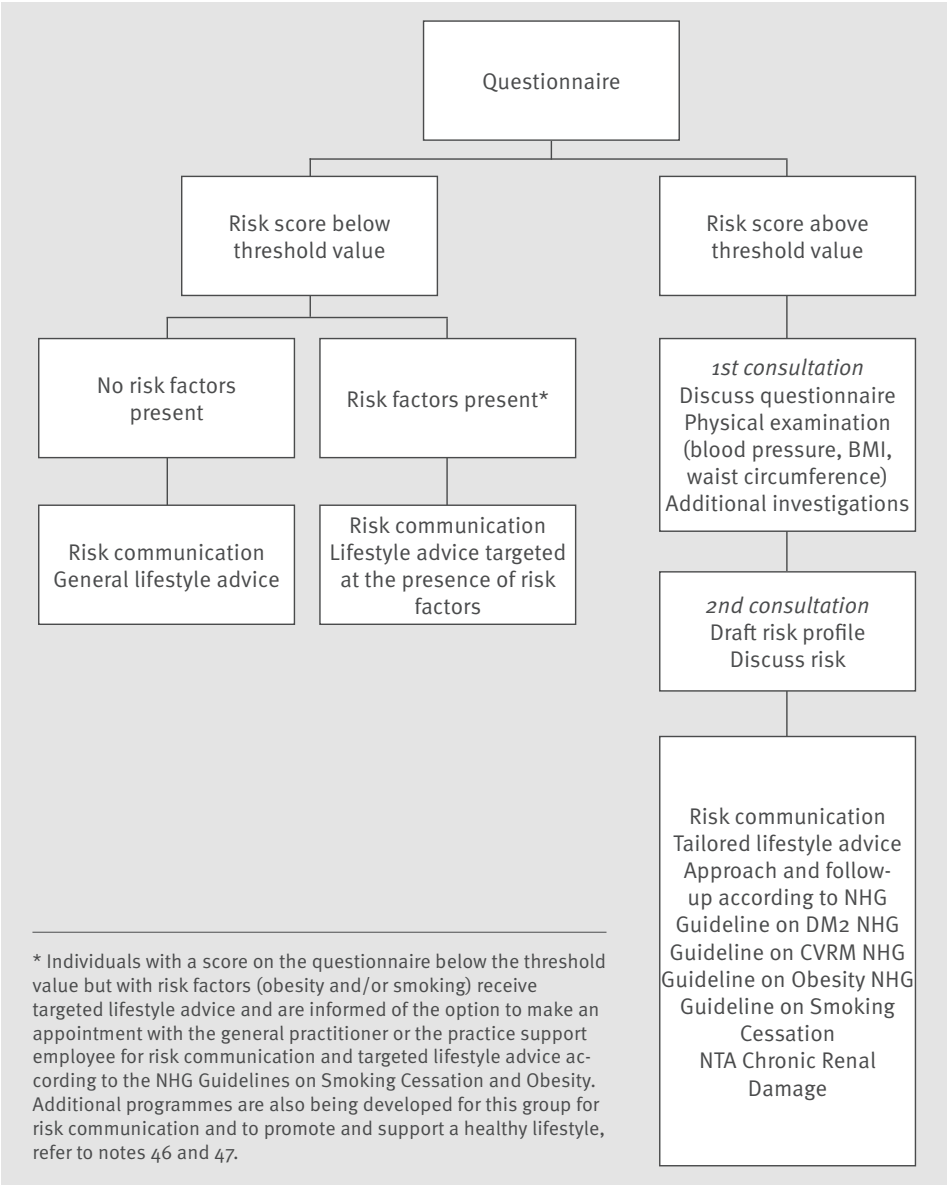 Questionnaire
Risk score below
threshold value
Risk score above
threshold value
No risk factors
present
Risk factors present*
1st consultation
Discuss questionnaire
Physical examination
(blood pressure, BMI,
waist circumference)
Additional investigations
Risk communication
General lifestyle advice
Risk communication
Lifestyle advice targeted
at the presence of risk
factors
2nd consultation
Draft risk profile
Discuss risk
Risk communication
Tailored lifestyle advice
Approach and follow-
up according to NHG
Guideline on DM2 NHG
Guideline on CVRM NHG
Guideline on Obesity NHG
Guideline on Smoking
Cessation
NTA Chronic Renal
Damage
* Individuals with a score on the questionnaire below the threshold
value but with risk factors (obesity and/or smoking) receive
targeted lifestyle advice and are informed of the option to make an
appointment with the general practitioner or the practice support
employee for risk communication and targeted lifestyle advice ac-
cording to the NHG Guidelines on Smoking Cessation and Obesity.
Additional programmes are also being developed for this group for
risk communication and to promote and support a healthy lifestyle,
refer to notes 46 and 47.